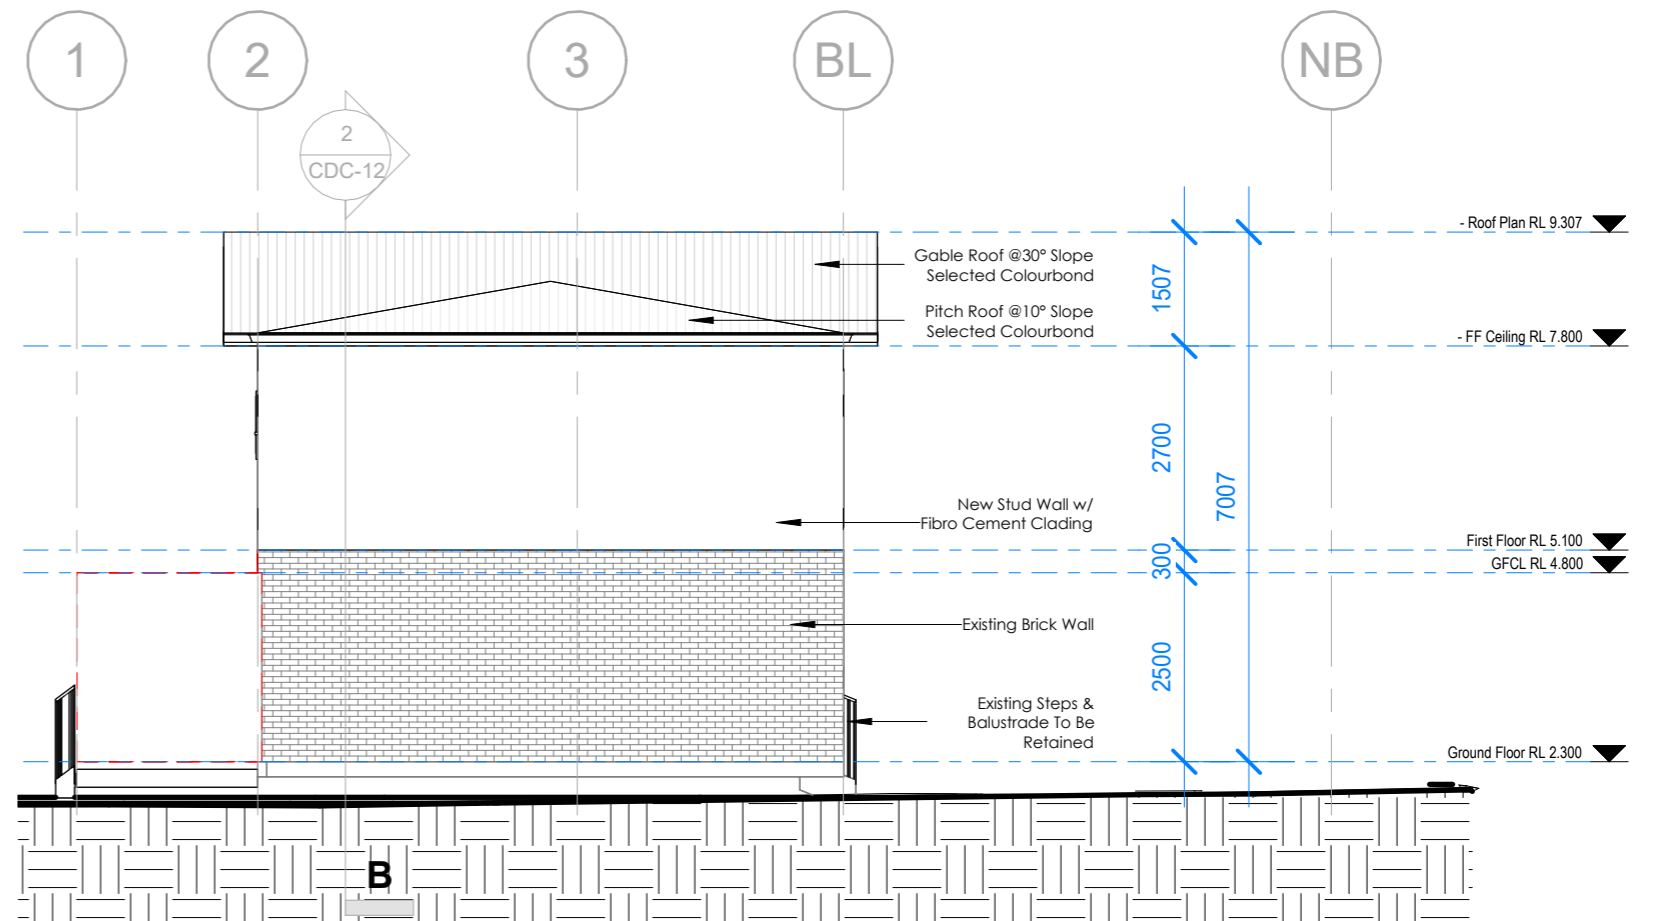 1
2
3
BL
NB
2
CDC-12
- Roof Plan RL 9.307
Gable Roof @30° Slope
Selected Colourbond
1507
Pitch Roof @10° Slope
Selected Colourbond
- FF Ceiling RL 7.800
2700
7007
New Stud Wall w/
Fibro Cement Clading
First Floor RL 5.100
300
GFCL RL 4.800
Existing Brick Wall
2500
Existing Steps &
Balustrade To Be
Retained
Ground Floor RL 2.300
B